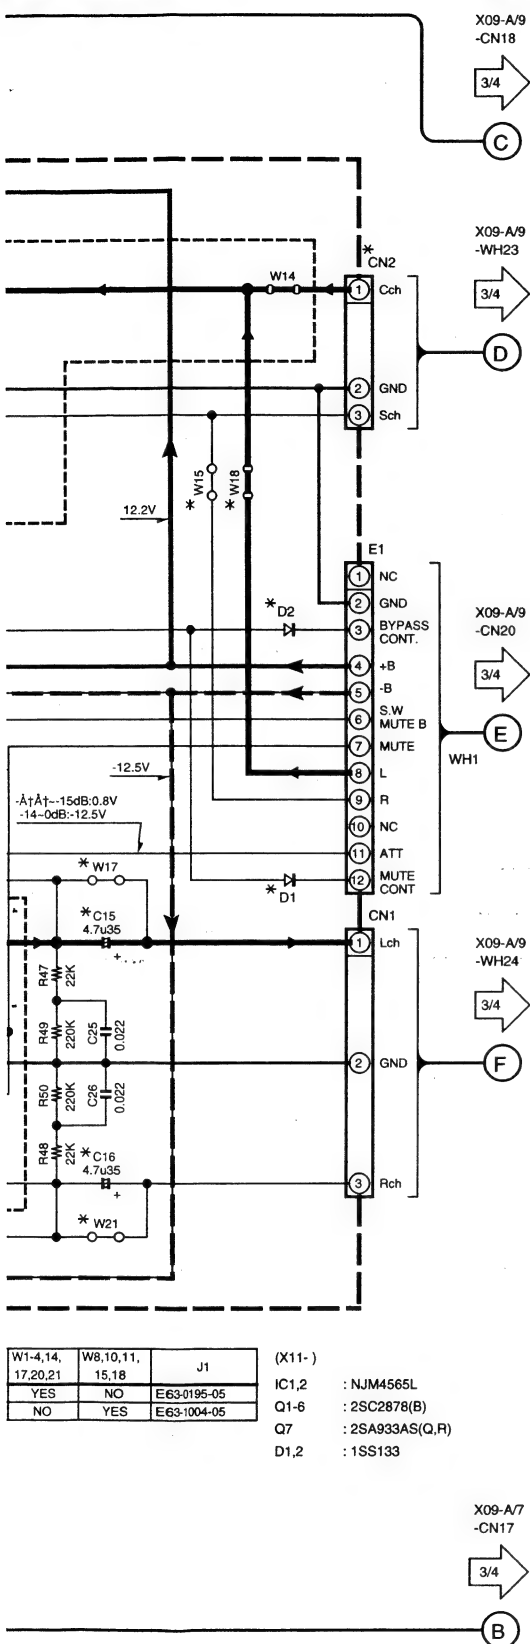 X09-A/9
-CN18
3/4
C
X09-A/9
-WH23
*
CN2
W14
1 Cch
3/4
D
2 GND
3 Sch
* W15
* W18
12.2V
E1
1 NC
2 GND
* D2
3 BYPASS
CONT.
X09-A/9
-CN20
4 +B
3/4
5 -B
6 S.W
MUTE B
7 MUTE
E
WH1
-12.5V
8 L
9 R
-À†Å†~-15dB:0.8V
-14~0dB:-12.5V
10 NC
11 ATT
* W17
12 MUTE
CONT
* D1
* C15
4.7u35
+
CN1
1 Lch
X09-A/9
-WH24
R47
22K
3/4
R49
220K
C25
0.022
2 GND
F
R50
220K
C26
0.022
R48
22K
* C16
4.7u35
+
3 Rch
* W21
W1-4,14,
17,20,21
W8,10,11,
15,18
J1
YES NO E63-0195-05
NO YES E63-1004-05
(X11- )
IC1,2 : NJM4565L
Q1-6 : 2SC2878(B)
Q7 : 2SA933AS(Q,R)
D1,2 : 1SS133
X09-A/7
-CN17
3/4
B